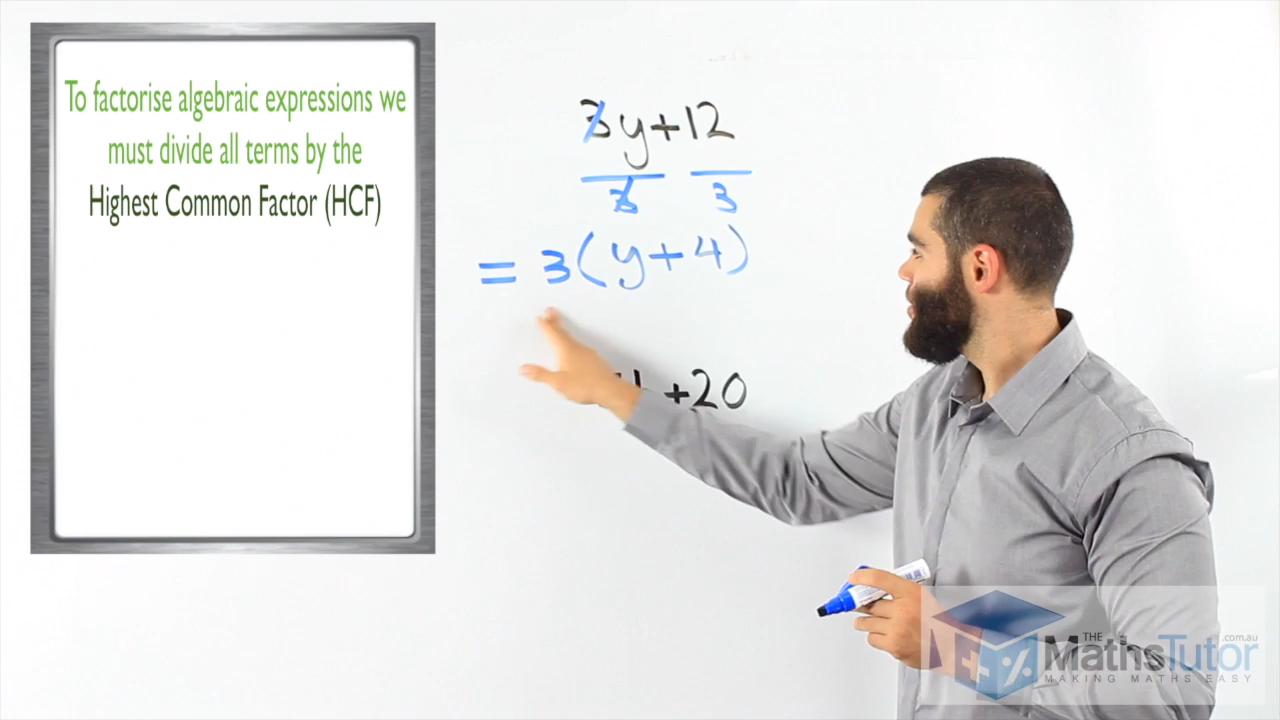 To factorise algebraic expressions we
must divide all terms by the
Highest Common Factor (HCF)
3y+12
3 3
= 3(y+4)
+20
THE MathsTutor .com.au
MAKING MATHS EASY